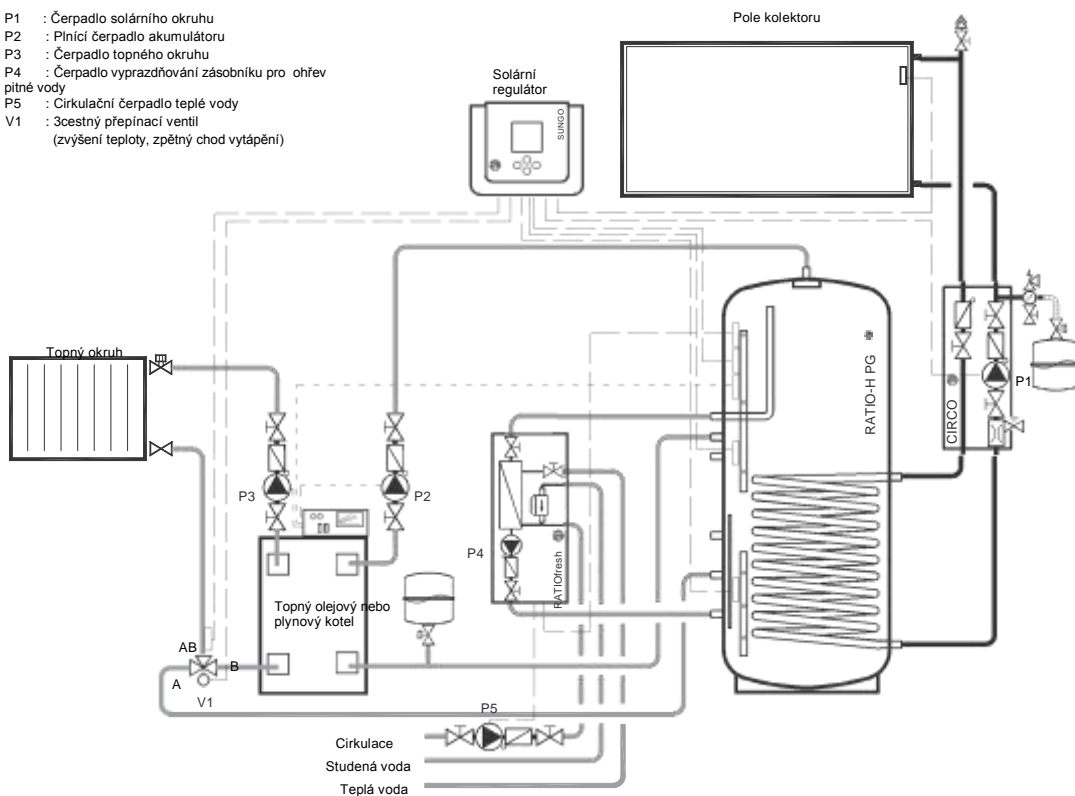 P1 : Čerpadlo solárního okruhu
P2 : Plnící čerpadlo akumulátoru
P3 : Čerpadlo topného okruhu
P4 : Čerpadlo vyprazdňování zásobníku pro ohřev
pitné vody
P5 : Cirkulační čerpadlo teplé vody
V1 : 3cestný přepínací ventil
(zvýšení teploty, zpětný chod vytápění)
Pole kolektoru
Solární
regulátor
SUNGO
Topný okruh
RATIO-H PG
CIRCO
P1
P3
P2
P4
RATIOfresh
Topný olejový nebo
plynový kotel
AB
B
A
V1
P5
Cirkulace
Studená voda
Teplá voda